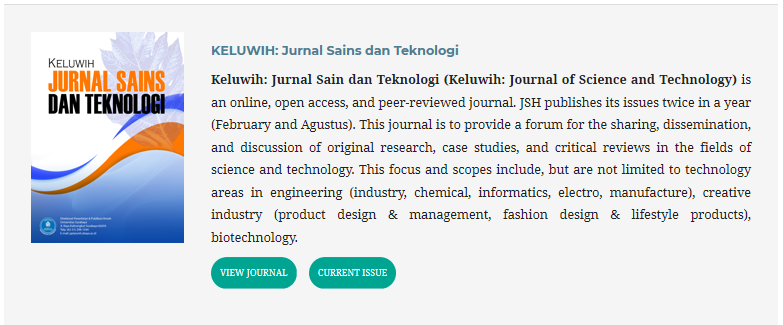 KELUWIH: Jurnal Sains dan Teknologi
KELUWIH
JURNAL SAINS
DAN TEKNOLOGI
Keluwih: Jurnal Sain dan Teknologi (Keluwih: Journal of Science and Technology) is
an online, open access, and peer-reviewed journal. JSH publishes its issues twice in a year
(February and Agustus). This journal is to provide a forum for the sharing, dissemination,
and discussion of original research, case studies, and critical reviews in the fields of
science and technology. This focus and scopes include, but are not limited to technology
areas in engineering (industry, chemical, informatics, electro, manufacture), creative
industry (product design & management, fashion design & lifestyle products),
biotechnology.
VIEW JOURNAL
CURRENT ISSUE